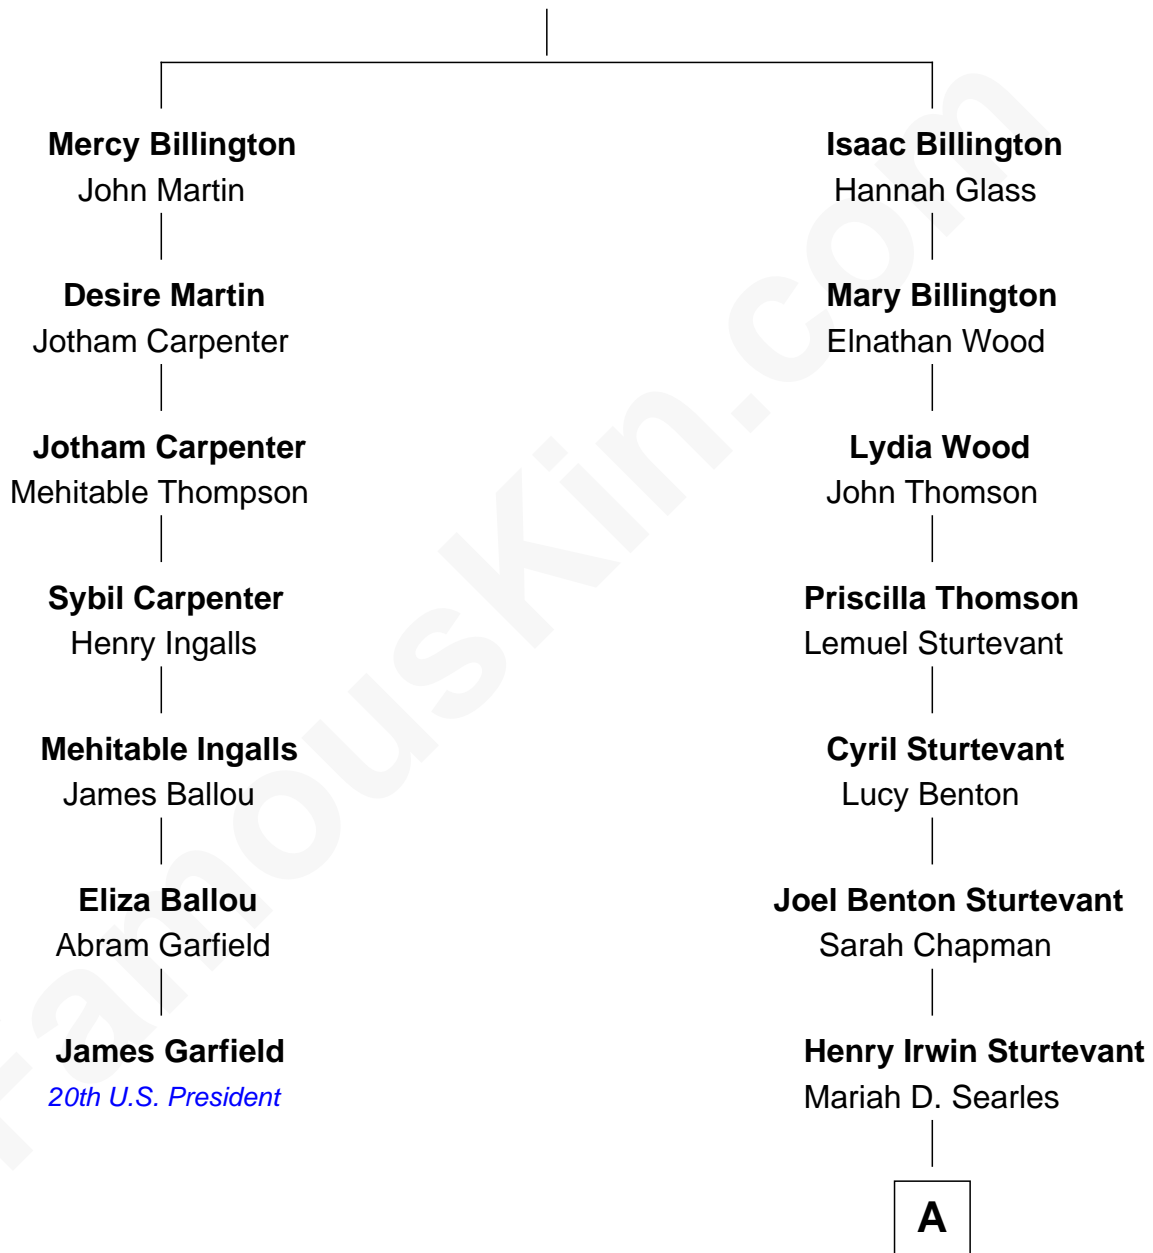 Mercy Billington
John Martin
Desire Martin
Jotham Carpenter
Jotham Carpenter
Mehitable Thompson
Sybil Carpenter
Henry Ingalls
Mehitable Ingalls
James Ballou
Eliza Ballou
Abram Garfield
James Garfield
20th U.S. President
Isaac Billington
Hannah Glass
Mary Billington
Elnathan Wood
Lydia Wood
John Thomson
Priscilla Thomson
Lemuel Sturtevant
Cyril Sturtevant
Lucy Benton
Joel Benton Sturtevant
Sarah Chapman
Henry Irwin Sturtevant
Mariah D. Searles
A
FamousKin.com